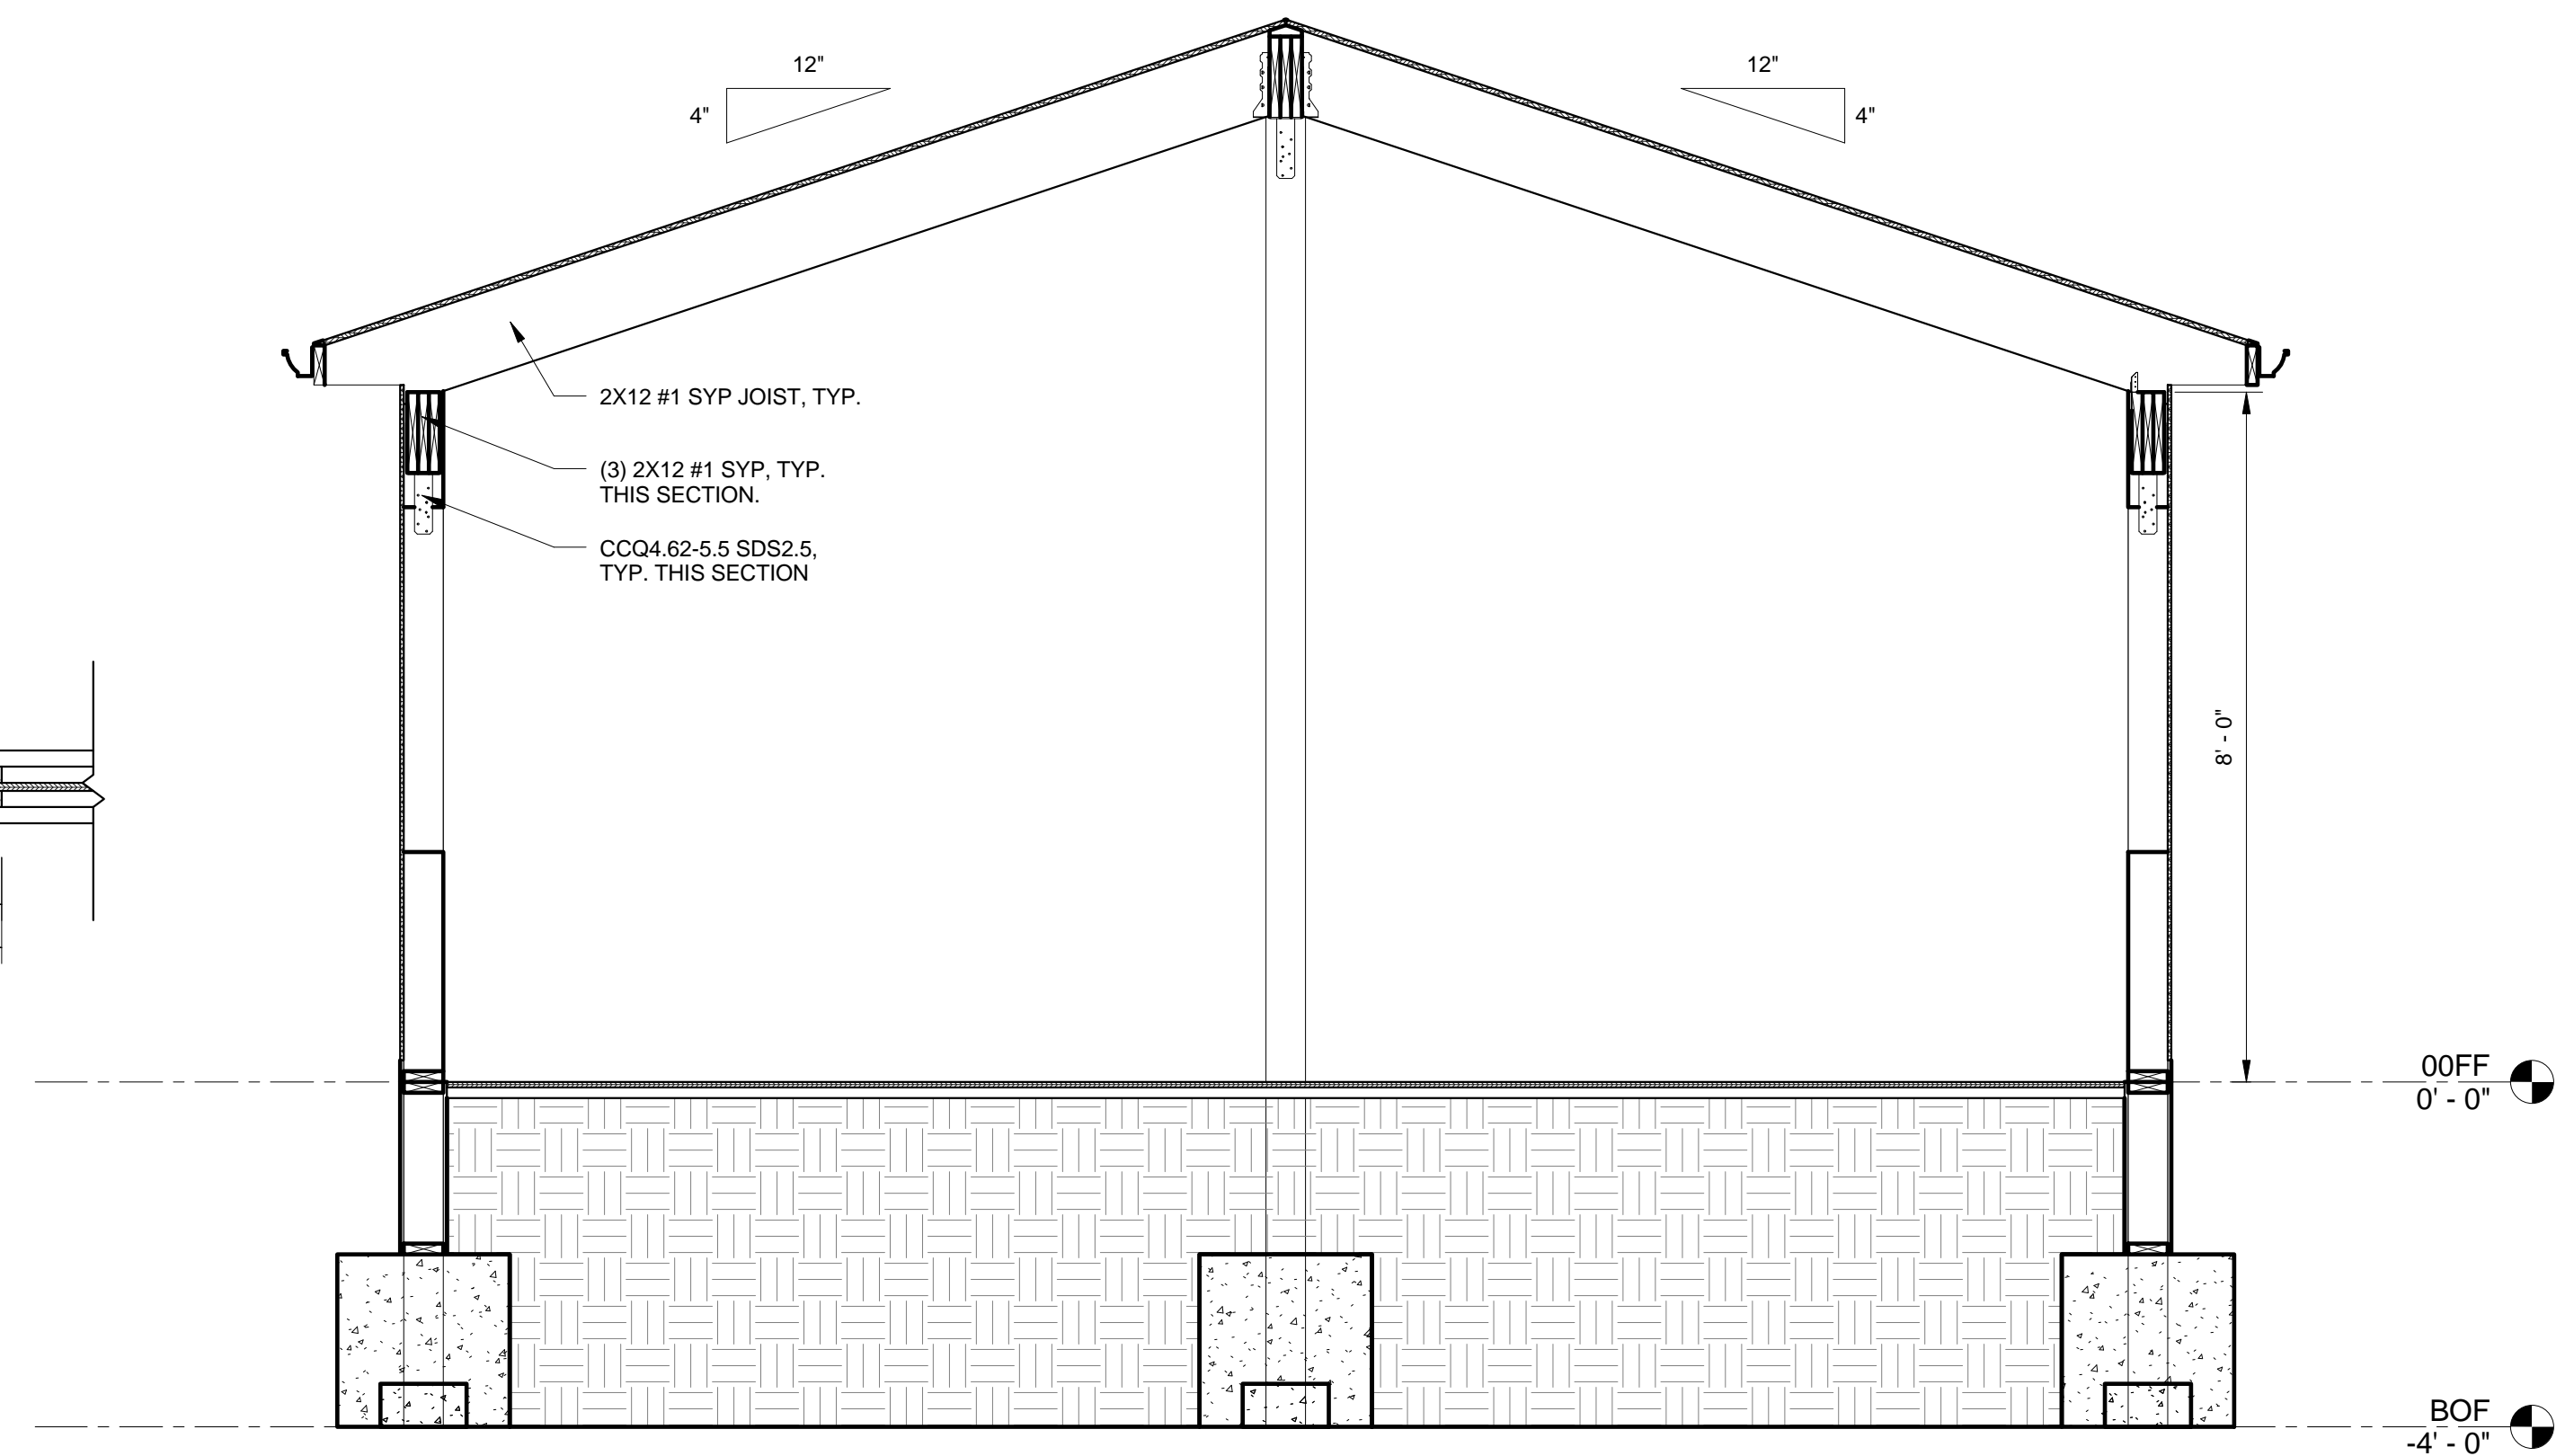 12"
4"
12"
4"
2X12 #1 SYP JOIST, TYP.
(3) 2X12 #1 SYP, TYP.
THIS SECTION.
CCQ4.62-5.5 SDS2.5,
TYP. THIS SECTION
8' - 0"
00FF
0' - 0"
BOF
-4' - 0"